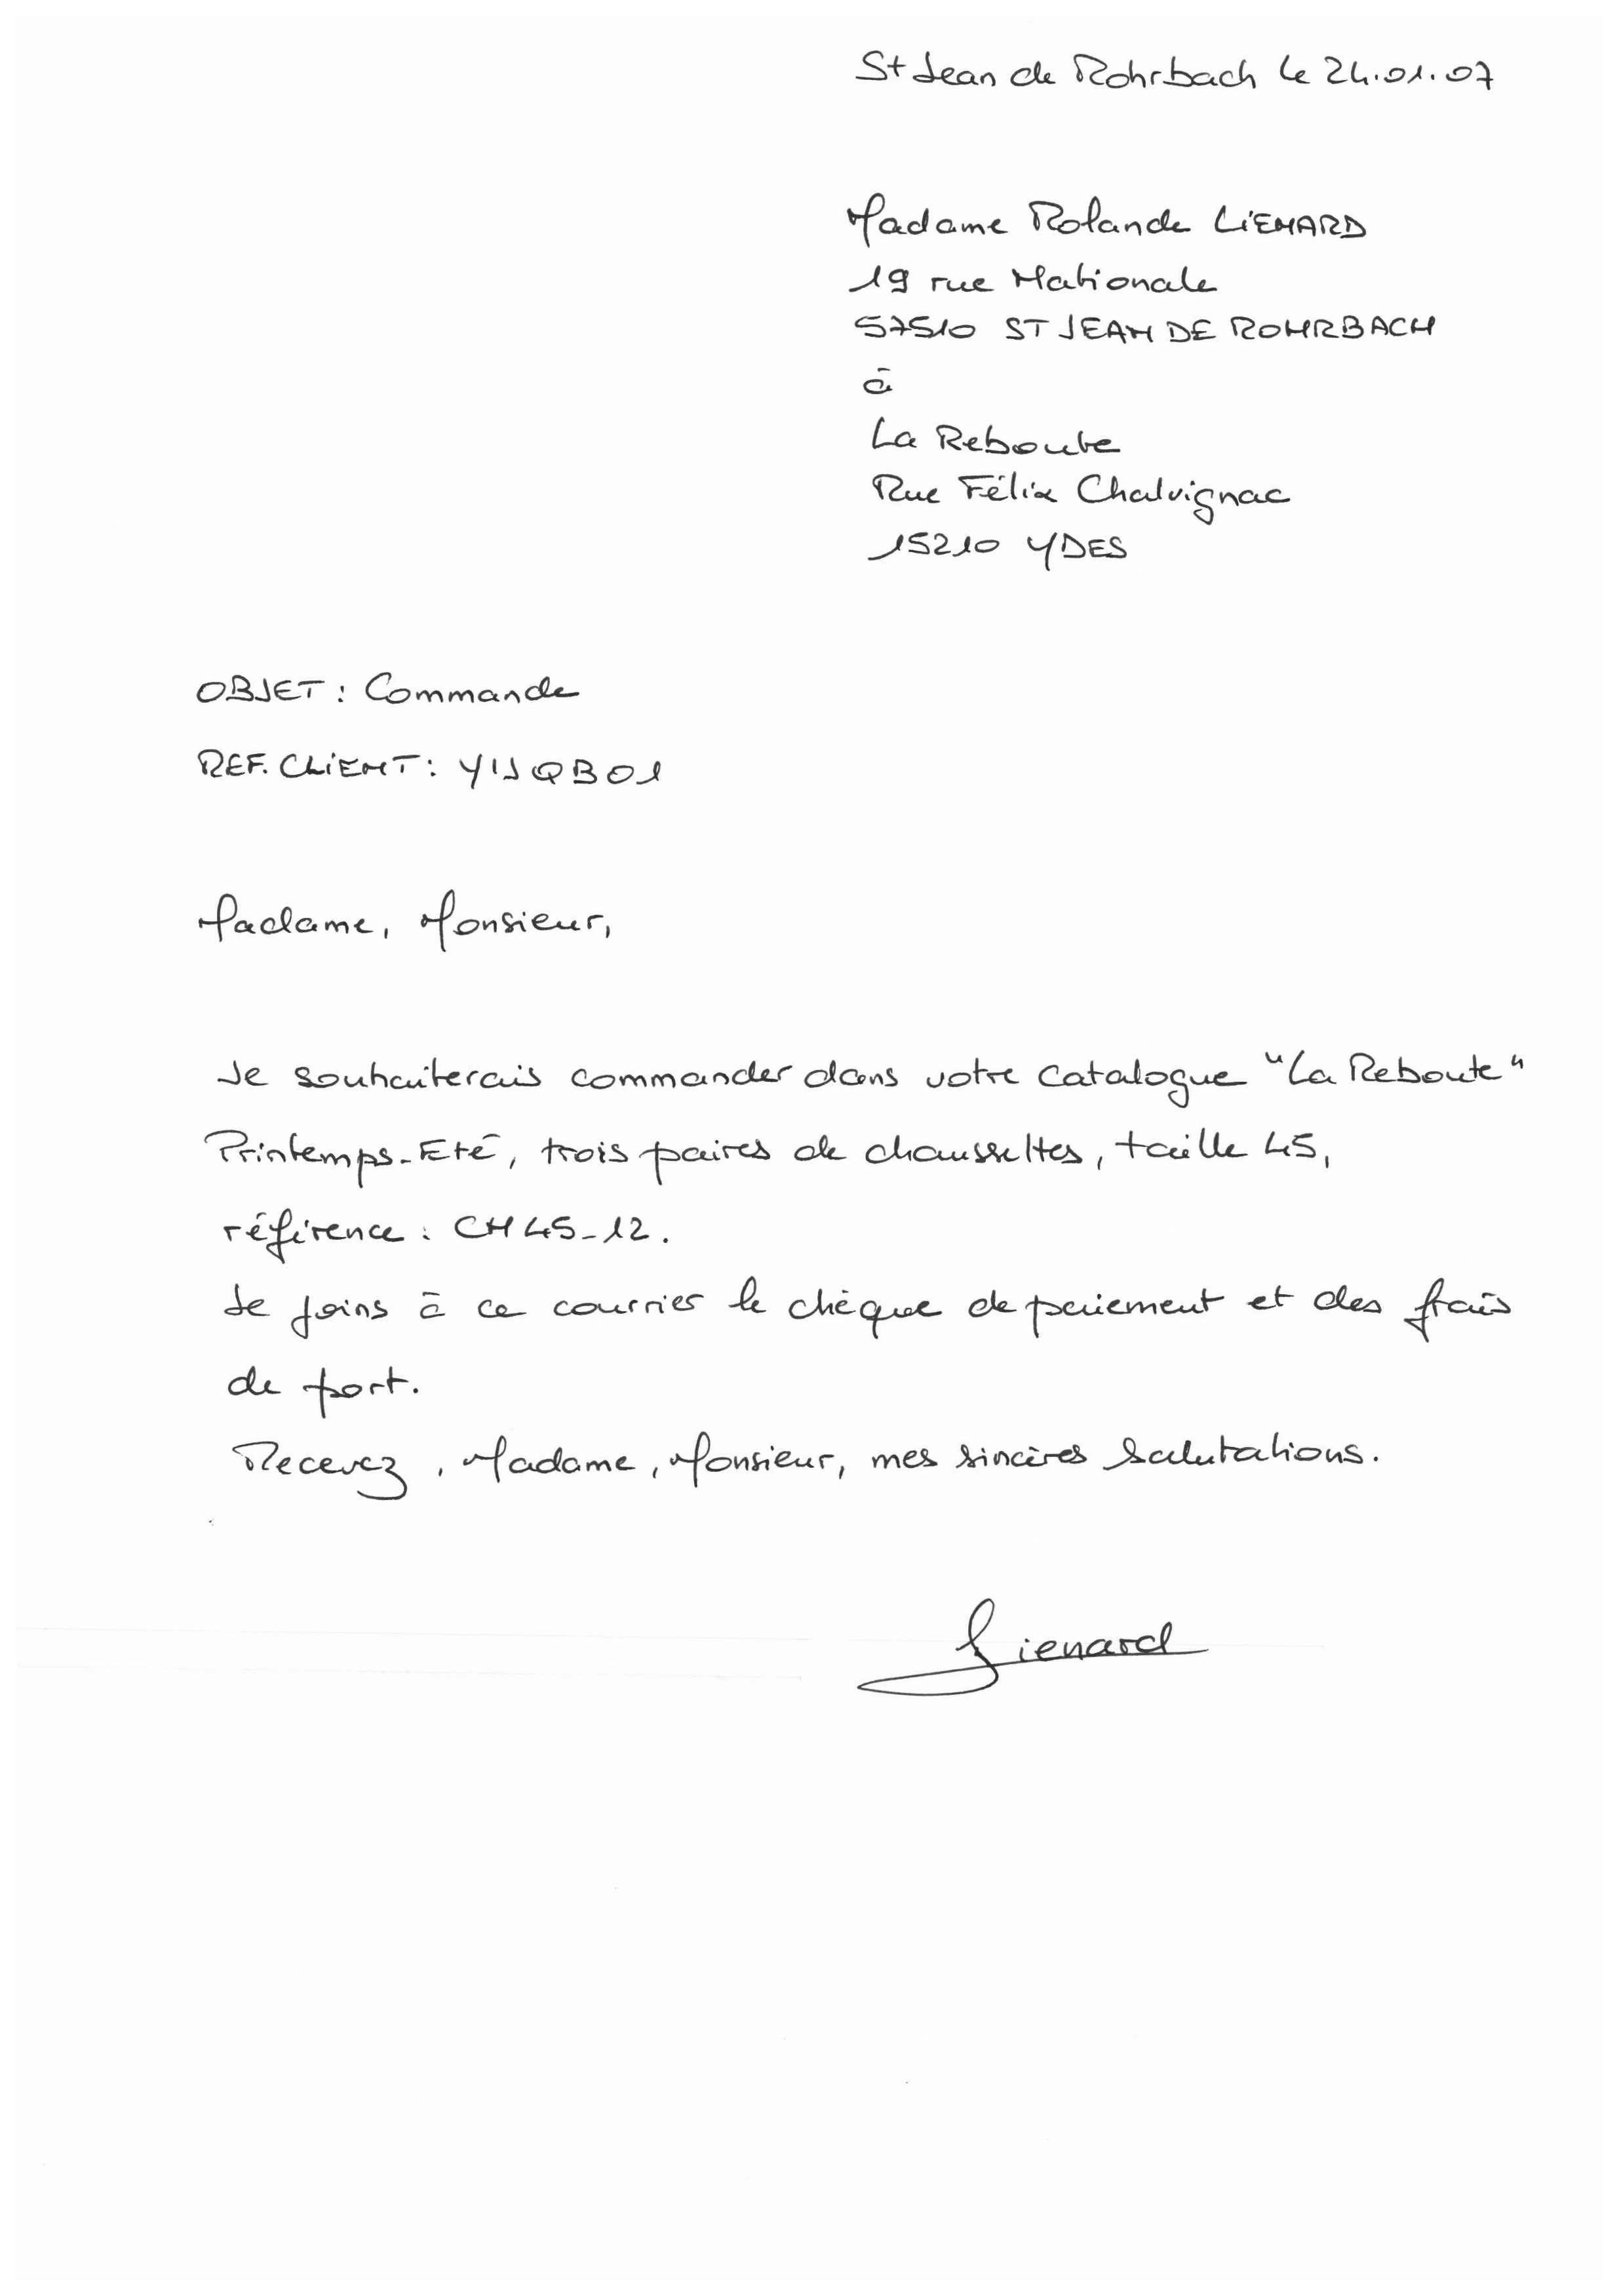 St Jean de Rohrbach le 24.01.07
Madame Rolande LIENARD
19 rue Nationale
57510 ST JEAN DE ROHRBACH
à
La Reboute
Rue Félix Chalvignac
15210 YDES
OBJET : Commande
REF. CLIENT : YIJQB01
Madame, Monsieur,
Je souhaiterais commander dans votre catalogue "La Reboute"
Printemps-Eté, trois paires de chaussettes, taille 45,
référence : CH45-12.
Je joins à ce courrier le chèque de paiement et des frais
de port.
Recevez, Madame, Monsieur, mes sincères salutations.
Lienard